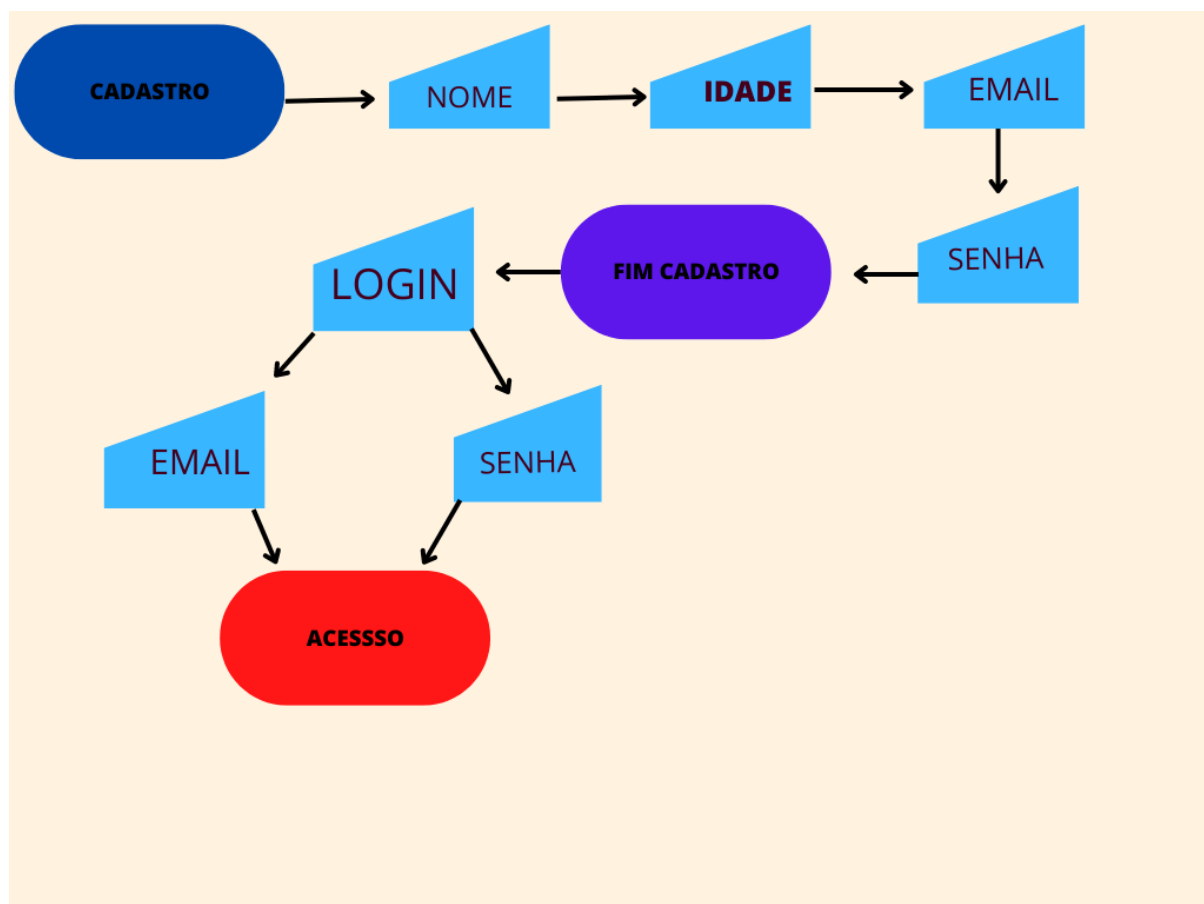 CADASTRO
NOME
IDADE
EMAIL
SENHA
FIM CADASTRO
LOGIN
EMAIL
SENHA
ACESSSO